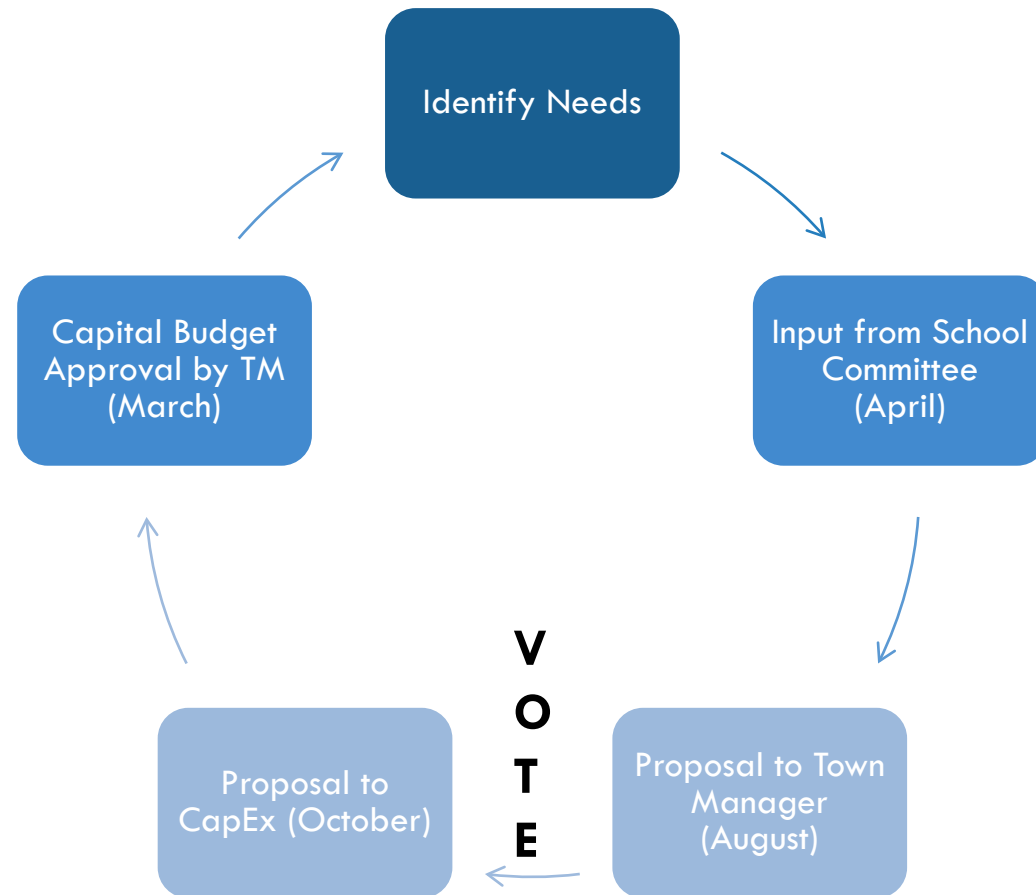 Identify Needs
Input from School
Committee
(April)
Proposal to Town
Manager
(August)
V
O
T
E
Proposal to
CapEx (October)
Capital Budget
Approval by TM
(March)